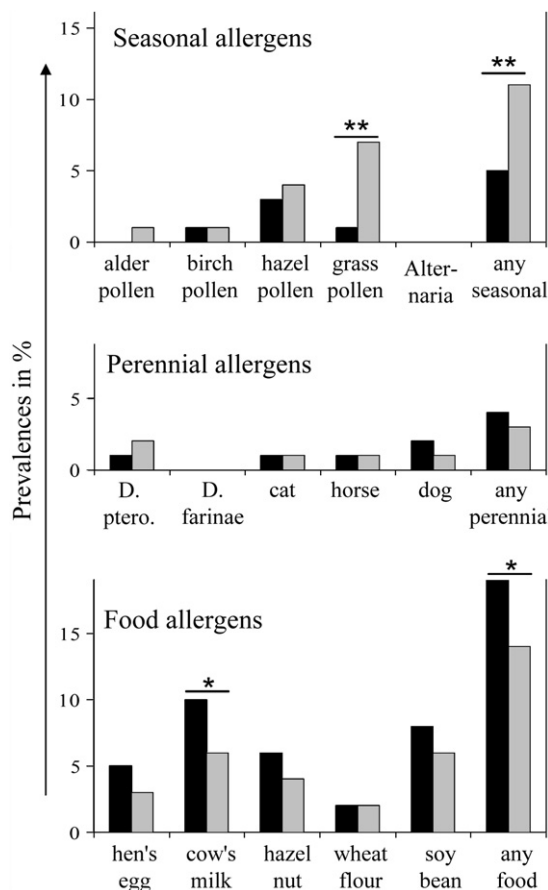 15
Seasonal allergens
**
**
10
5
0
alder birch hazel grass Alter- any
pollen pollen pollen pollen naria seasonal
Prevalences in %
Perennial allergens
5
0
D. D. cat horse dog any
ptero. farinae perennia
*
Food allergens
15
*
10
5
0
hen's cow's hazel wheat soy any
egg milk nut flour bean food